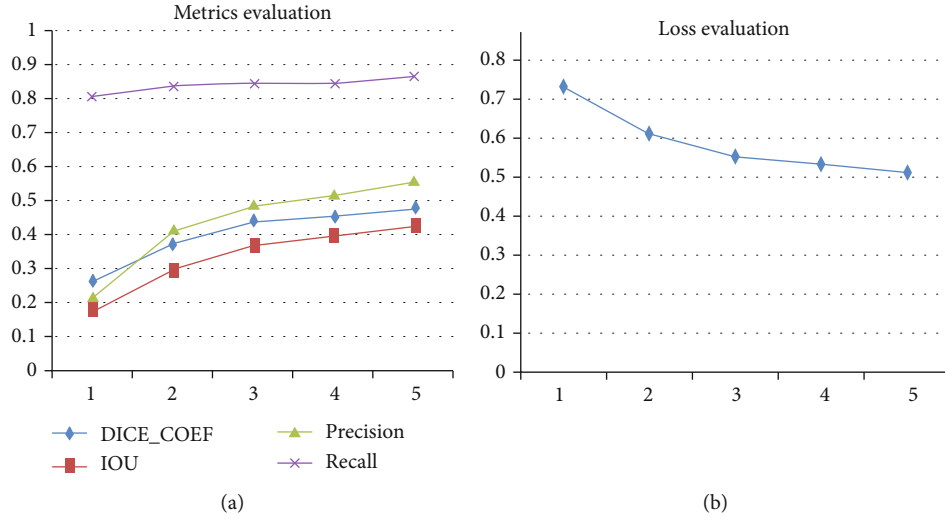 Metrics evaluation
1
0.9
0.8
0.7
0.6
0.5
0.4
0.3
0.2
0.1
0
1 2 3 4 5
DICE_COEF
IOU
Precision
Recall
(a)
Loss evaluation
0.8
0.7
0.6
0.5
0.4
0.3
0.2
0.1
0
1 2 3 4 5
(b)